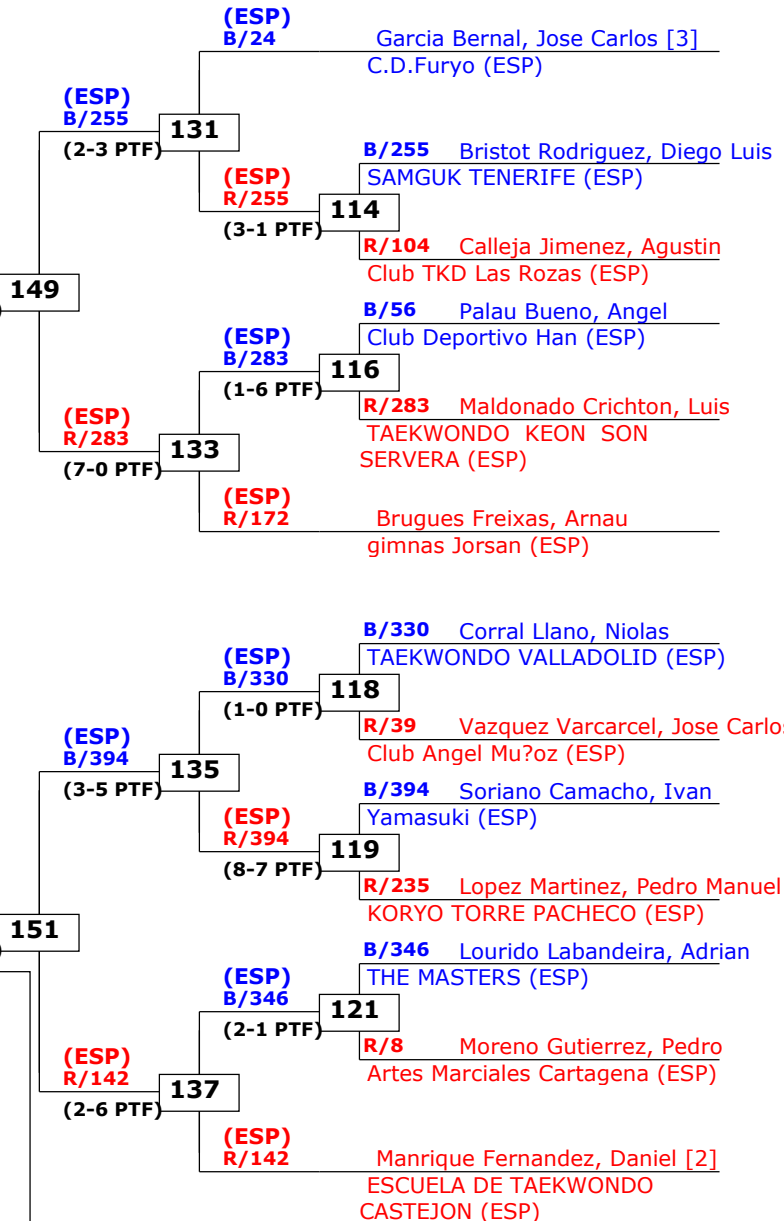 (ESP)
B/24
Garcia Bernal, Jose Carlos [3]
C.D.Furyo (ESP)
(ESP)
B/255
131
(2-3 PTF)
B/255 Bristot Rodriguez, Diego Luis
SAMGUK TENERIFE (ESP)
(ESP)
R/255
114
(3-1 PTF)
R/104 Calleja Jimenez, Agustin
Club TKD Las Rozas (ESP)
149
B/56 Palau Bueno, Angel
Club Deportivo Han (ESP)
(ESP)
B/283
116
(1-6 PTF)
R/283 Maldonado Crichton, Luis
TAEKWONDO KEON SON
SERVERA (ESP)
(ESP)
R/283
133
(7-0 PTF)
(ESP)
R/172
Brugues Freixas, Arnau
gimnas Jorsan (ESP)
B/330 Corral Llano, Niolas
TAEKWONDO VALLADOLID (ESP)
(ESP)
B/330
118
(1-0 PTF)
R/39 Vazquez Varcarcel, Jose Carlos
Club Angel Mu?oz (ESP)
(ESP)
B/394
135
(3-5 PTF)
B/394 Soriano Camacho, Ivan
Yamasuki (ESP)
(ESP)
R/394
119
(8-7 PTF)
R/235 Lopez Martinez, Pedro Manuel
KORYO TORRE PACHECO (ESP)
151
B/346 Lourido Labandeira, Adrian
THE MASTERS (ESP)
(ESP)
B/346
121
(2-1 PTF)
R/8 Moreno Gutierrez, Pedro
Artes Marciales Cartagena (ESP)
(ESP)
R/142
137
(2-6 PTF)
(ESP)
R/142
Manrique Fernandez, Daniel [2]
ESCUELA DE TAEKWONDO
CASTEJON (ESP)